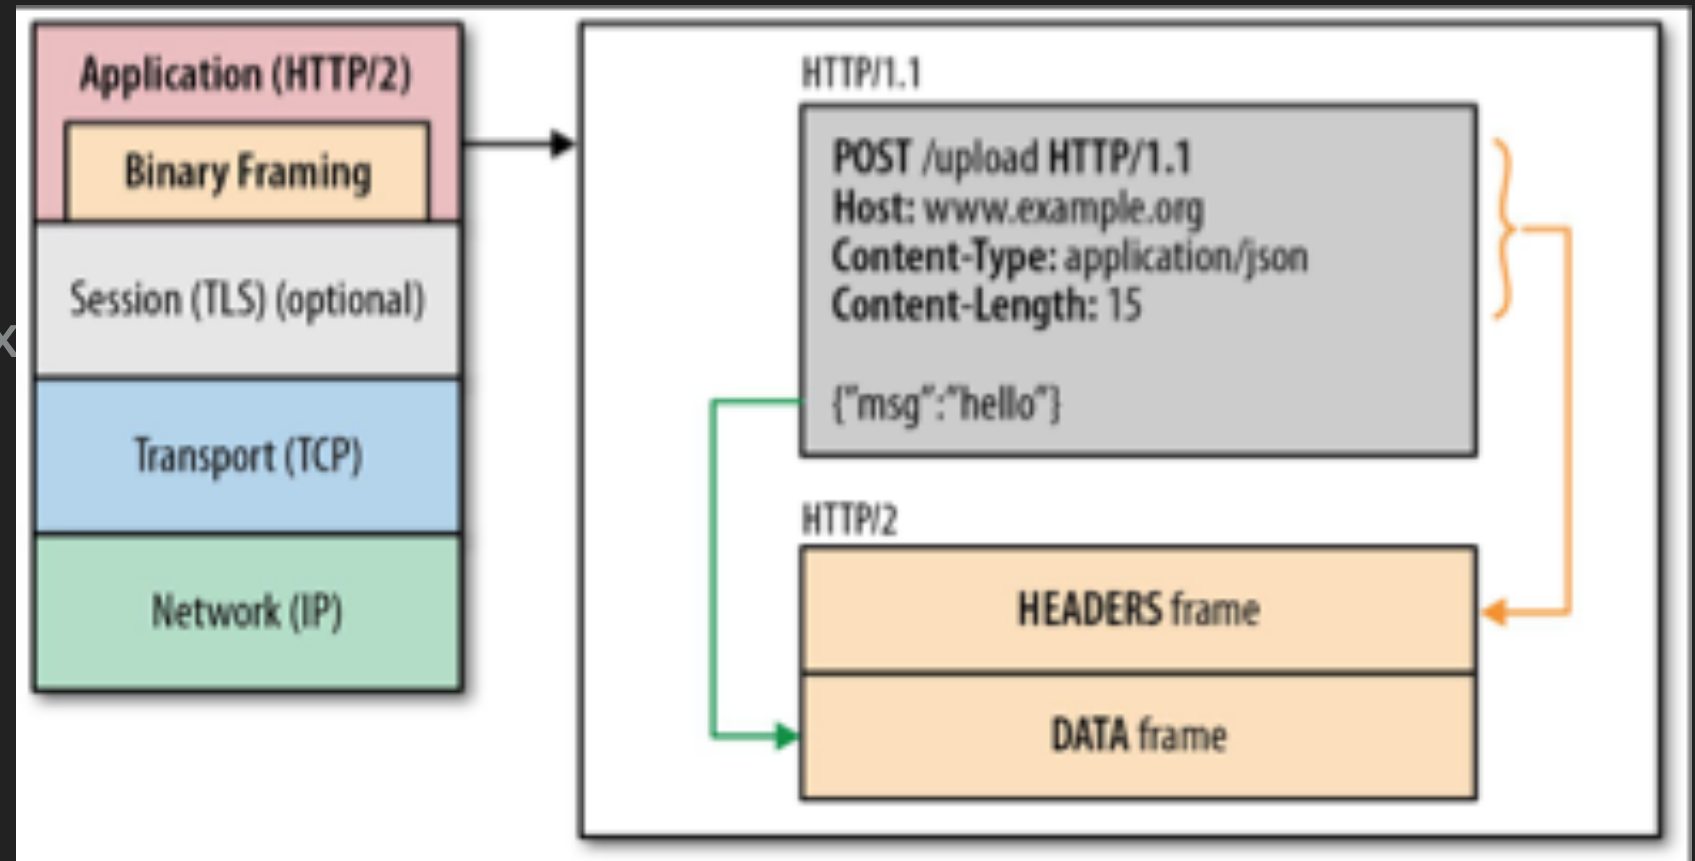 Application (HTTP/2)
Binary Framing
Session (TLS) (optional)
Transport (TCP)
Network (IP)
HTTP/1.1
POST /upload HTTP/1.1
Host: www.example.org
Content-Type: application/json
Content-Length: 15
{"msg":"hello"}
HTTP/2
HEADERS frame
DATA frame